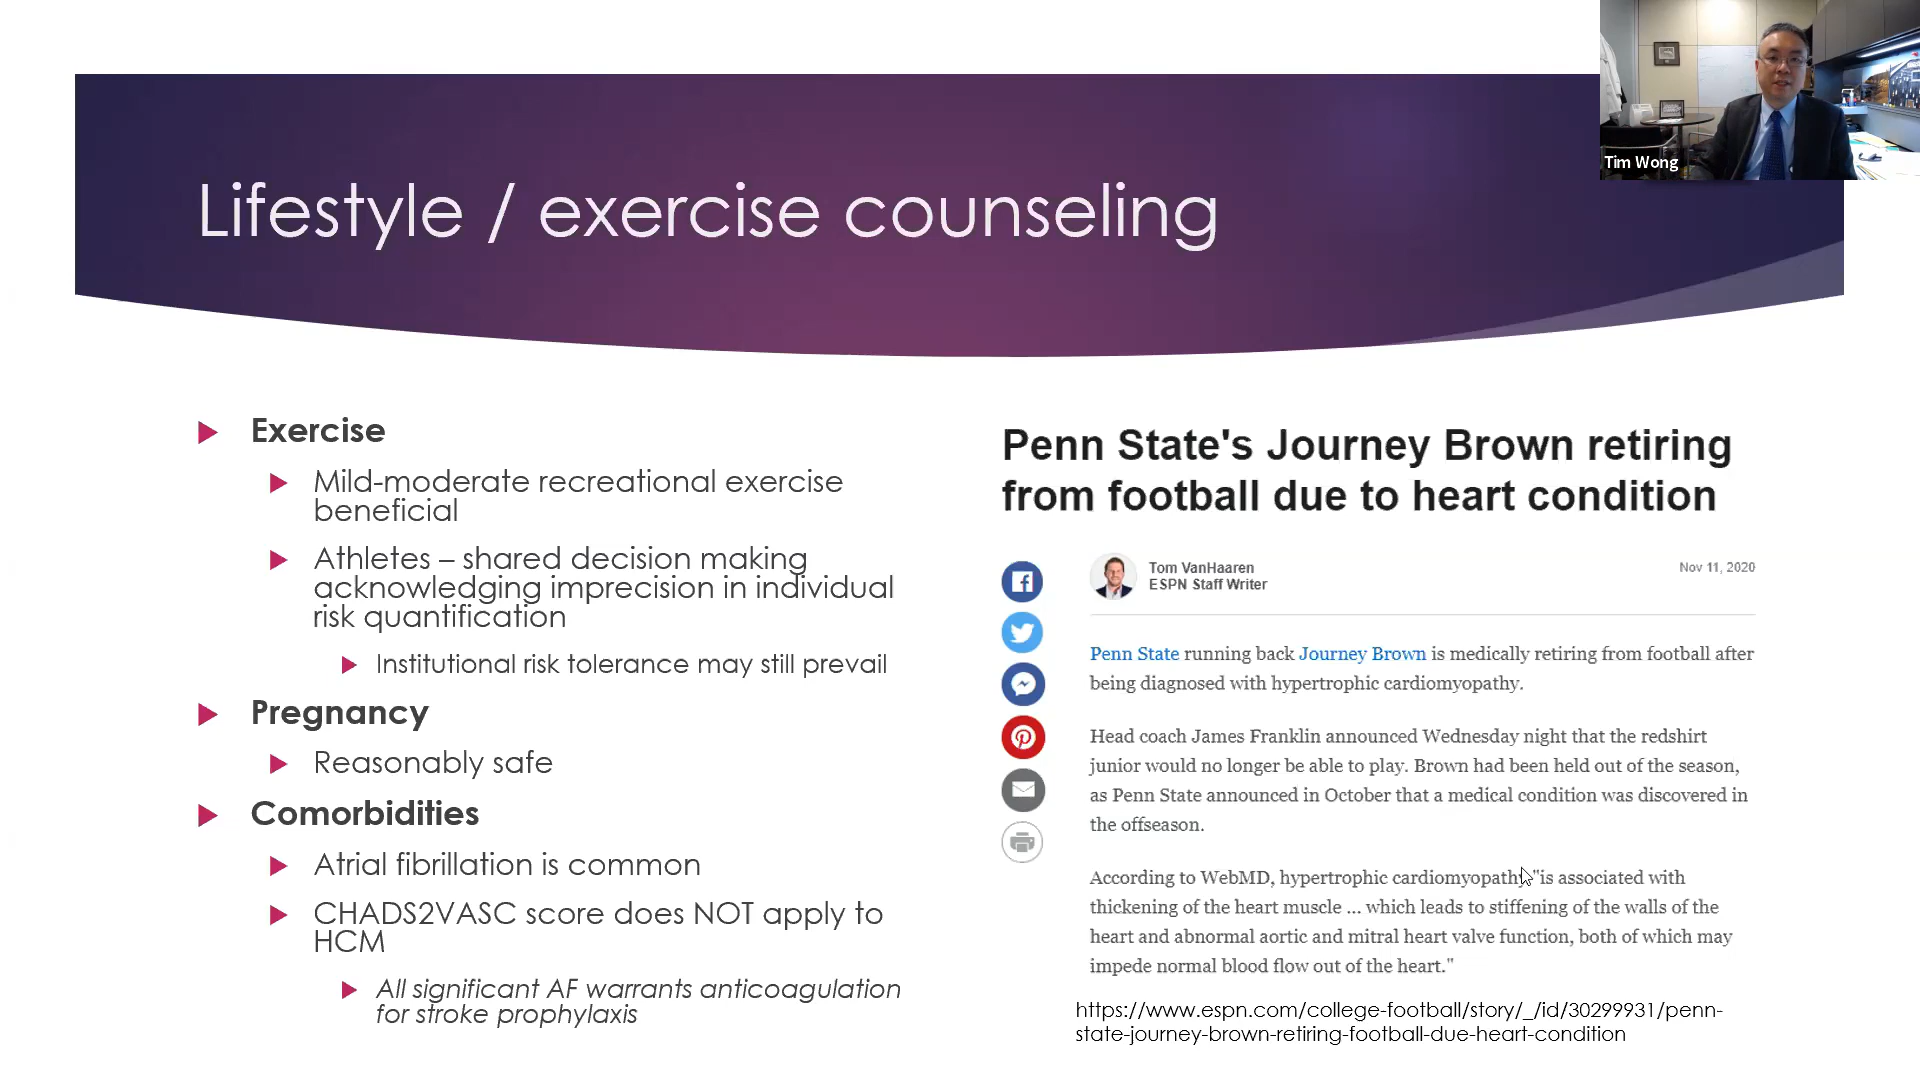 Tim Wong
Lifestyle / exercise counseling
Exercise
Mild-moderate recreational exercise
beneficial
Athletes – shared decision making
acknowledging imprecision in individual
risk quantification
Institutional risk tolerance may still prevail
Pregnancy
Reasonably safe
Comorbidities
Atrial fibrillation is common
CHADS2VASC score does NOT apply to
HCM
All significant AF warrants anticoagulation
for stroke prophylaxis
Penn State's Journey Brown retiring
from football due to heart condition
Tom VanHaaren
ESPN Staff Writer
Nov 11, 2020
Penn State running back Journey Brown is medically retiring from football after
being diagnosed with hypertrophic cardiomyopathy.
Head coach James Franklin announced Wednesday night that the redshirt
junior would no longer be able to play. Brown had been held out of the season,
as Penn State announced in October that a medical condition was discovered in
the offseason.
According to WebMD, hypertrophic cardiomyopathy "is associated with
thickening of the heart muscle ... which leads to stiffening of the walls of the
heart and abnormal aortic and mitral heart valve function, both of which may
impede normal blood flow out of the heart."
https://www.espn.com/college-football/story/_/id/30299931/penn-
state-journey-brown-retiring-football-due-heart-condition